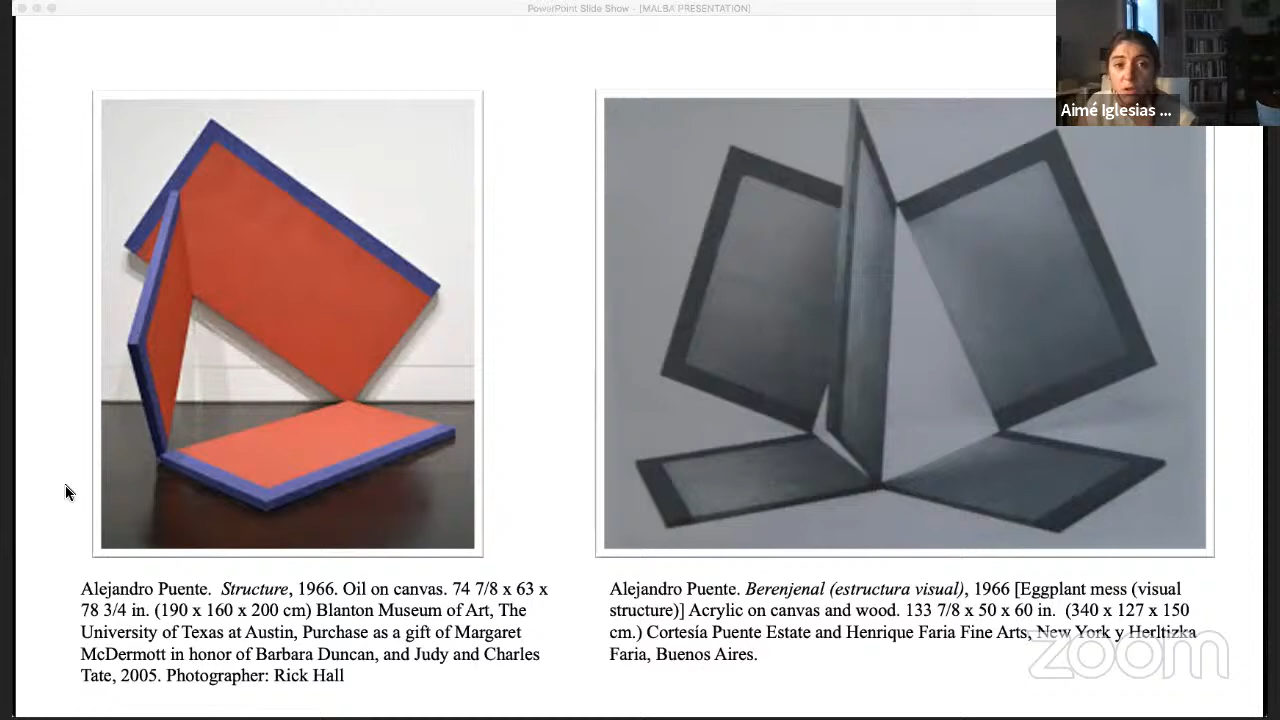 PowerPoint Slide Show - [MALBA PRESENTATION]
Aimé Iglesias ...
Alejandro Puente. Structure, 1966. Oil on canvas. 74 7/8 x 63 x
78 3/4 in. (190 x 160 x 200 cm) Blanton Museum of Art, The
University of Texas at Austin, Purchase as a gift of Margaret
McDermott in honor of Barbara Duncan, and Judy and Charles
Tate, 2005. Photographer: Rick Hall
Alejandro Puente. Berenjenal (estructura visual), 1966 [Eggplant mess (visual
structure)] Acrylic on canvas and wood. 133 7/8 x 50 x 60 in. (340 x 127 x 150
cm.) Cortesía Puente Estate and Henrique Faria Fine Arts, New York y Herltizka
Faria, Buenos Aires.
zoom